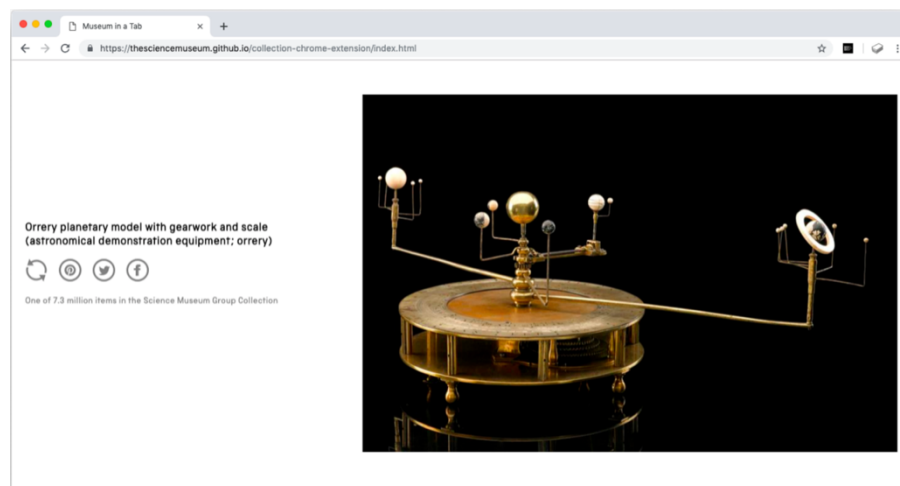 Museum in a Tab
https://thesciencemuseum.github.io/collection-chrome-extension/index.html
Orrery planetary model with gearwork and scale
(astronomical demonstration equipment; orrery)
One of 7.3 million items in the Science Museum Group Collection